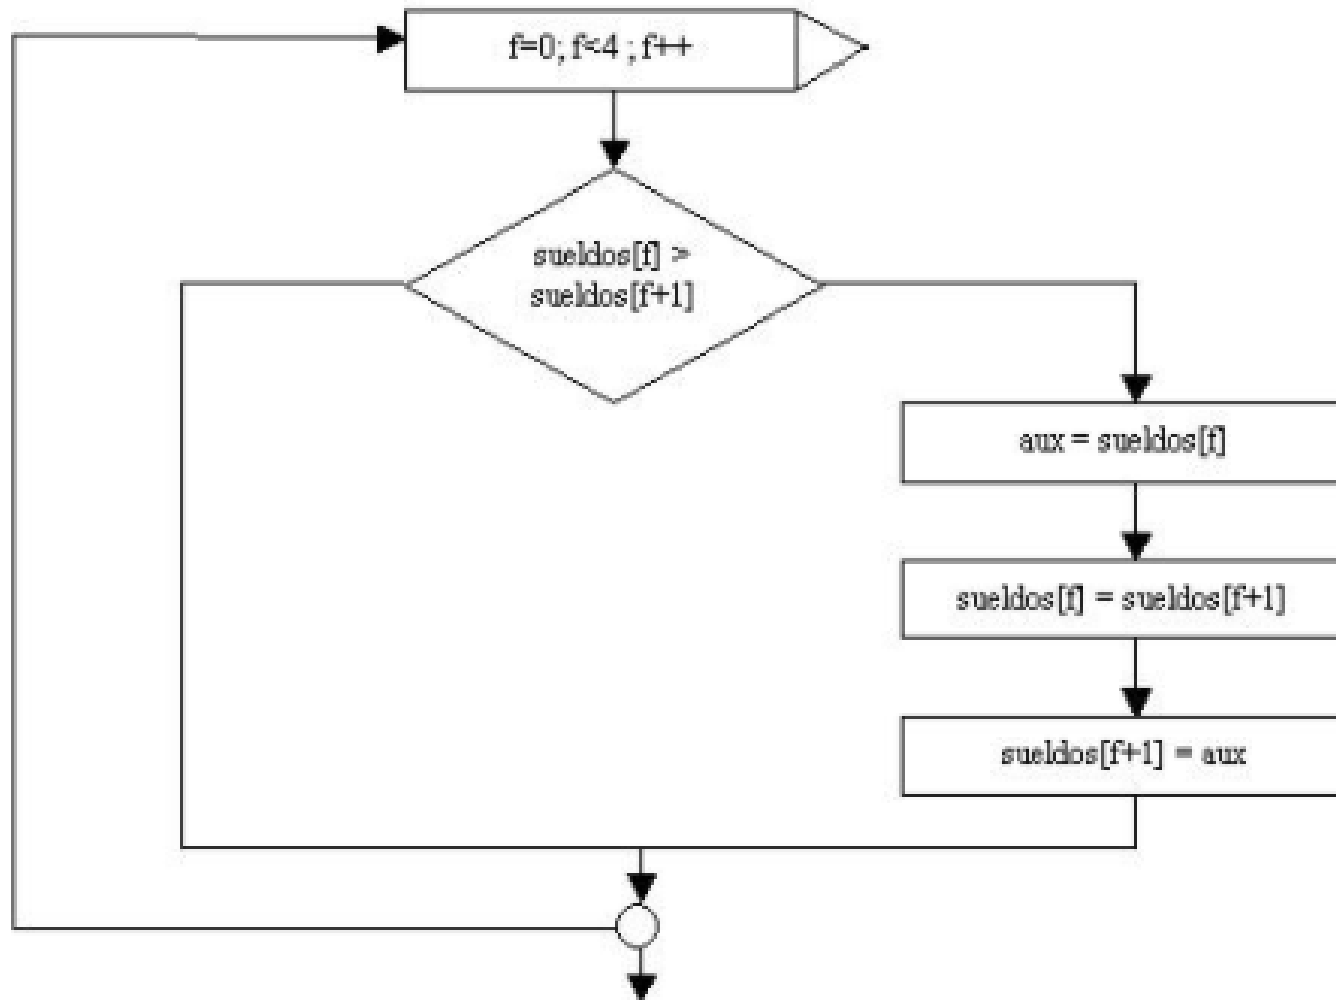 f=0; f<4 ; f++
sueldos[f] >
sueldos[f+1]
aux = sueldos[f]
sueldos[f] = sueldos[f+1]
sueldos[f+1] = aux